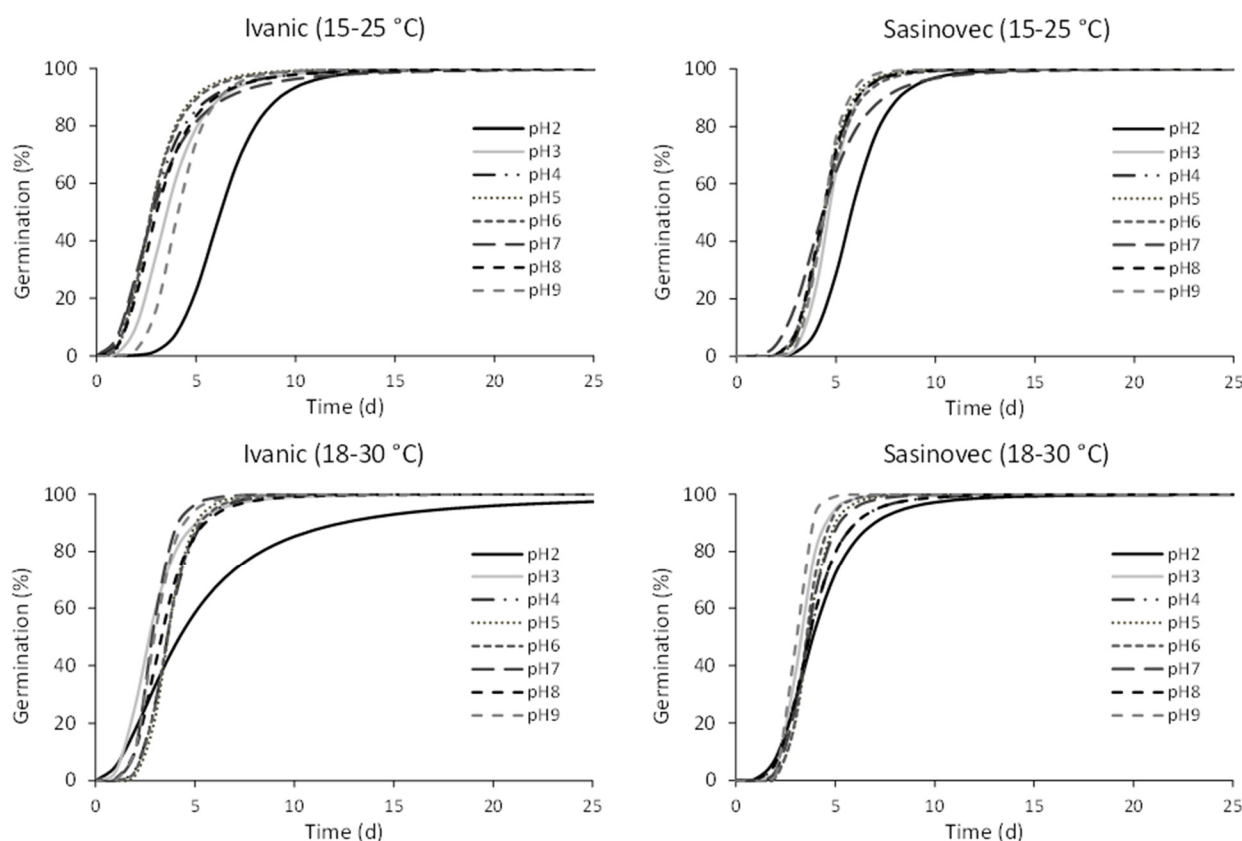 Ivanic (15-25 °C)
Germination (%)
100
80
60
40
20
0
pH2
pH3
pH4
pH5
pH6
pH7
pH8
pH9
0 5 10 15 20 25
Time (d)
Sasinovec (15-25 °C)
Germination (%)
100
80
60
40
20
0
pH2
pH3
pH4
pH5
pH6
pH7
pH8
pH9
0 5 10 15 20 25
Time (d)
Ivanic (18-30 °C)
Germination (%)
100
80
60
40
20
0
pH2
pH3
pH4
pH5
pH6
pH7
pH8
pH9
0 5 10 15 20 25
Time (d)
Sasinovec (18-30 °C)
Germination (%)
100
80
60
40
20
0
pH2
pH3
pH4
pH5
pH6
pH7
pH8
pH9
0 5 10 15 20 25
Time (d)